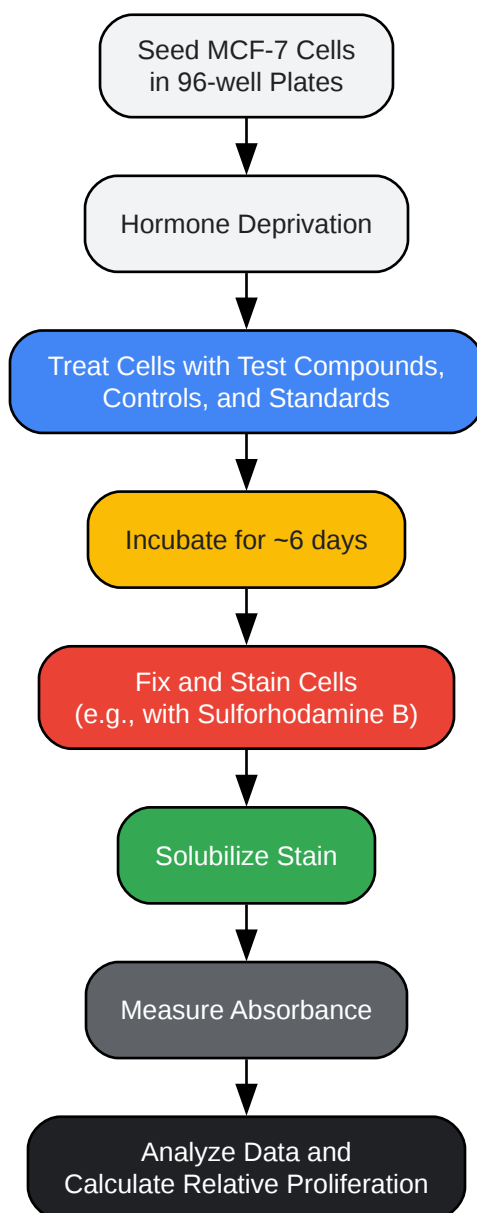 Seed MCF-7 Cells
in 96-well Plates
Hormone Deprivation
Treat Cells with Test Compounds,
Controls, and Standards
Incubate for ~6 days
Fix and Stain Cells
(e.g., with Sulforhodamine B)
Solubilize Stain
Measure Absorbance
Analyze Data and
Calculate Relative Proliferation